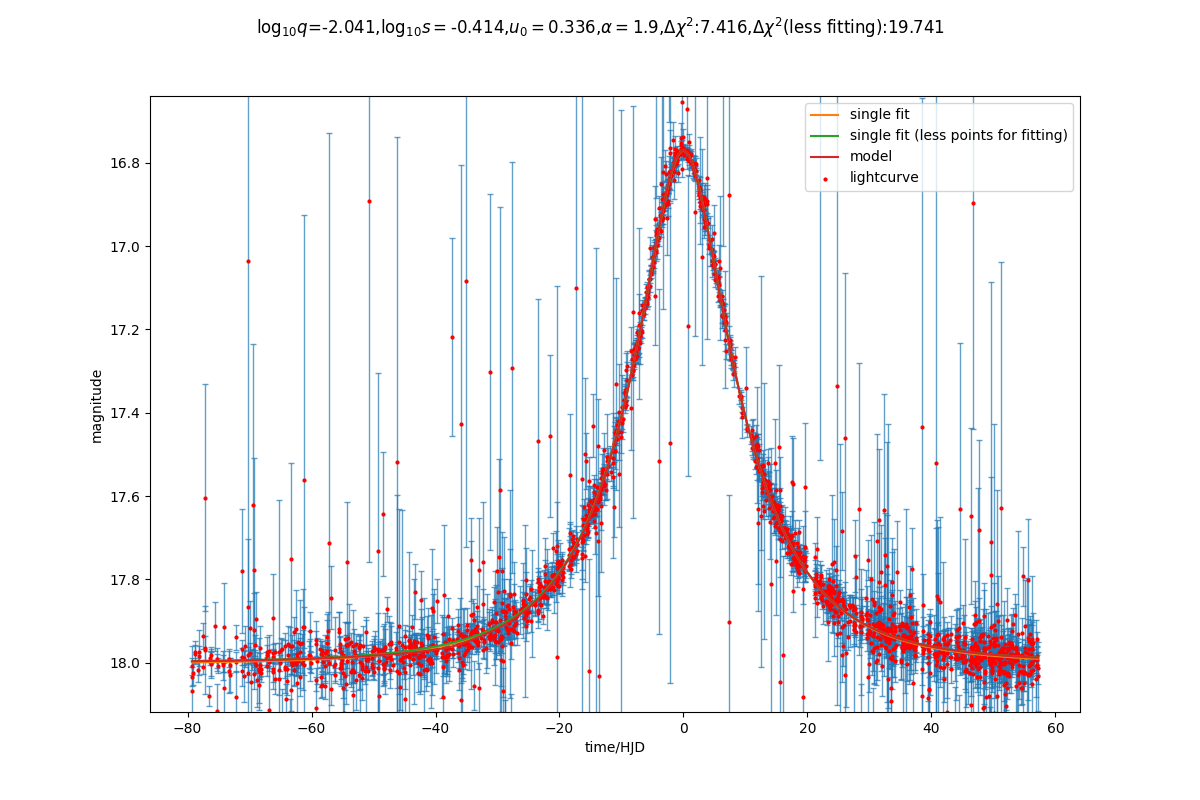 log₁₀q=-2.041,log₁₀s = -0.414,u₀ = 0.336,α = 1.9,Δχ²:7.416,Δχ²(less fitting):19.741
single fit
single fit (less points for fitting)
model
lightcurve
16.8
17.0
17.2
17.4
17.6
17.8
18.0
magnitude
−80
−60
−40
−20
0
20
40
60
time/HJD